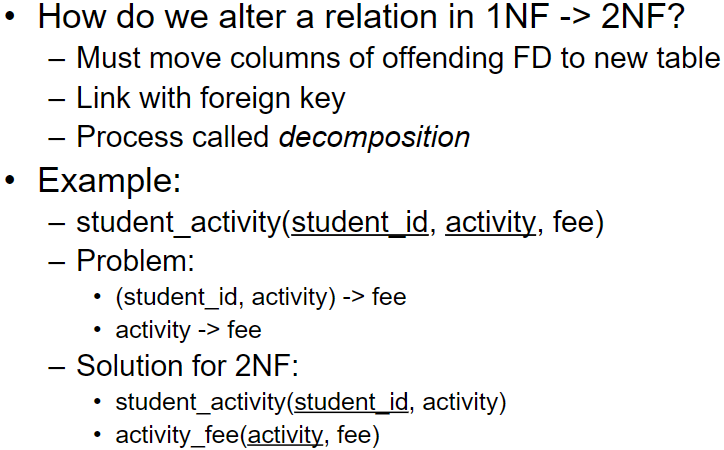 • How do we alter a relation in 1NF -> 2NF?
– Must move columns of offending FD to new table
– Link with foreign key
– Process called decomposition
• Example:
– student_activity(student_id, activity, fee)
– Problem:
• (student_id, activity) -> fee
• activity -> fee
– Solution for 2NF:
• student_activity(student_id, activity)
• activity_fee(activity, fee)